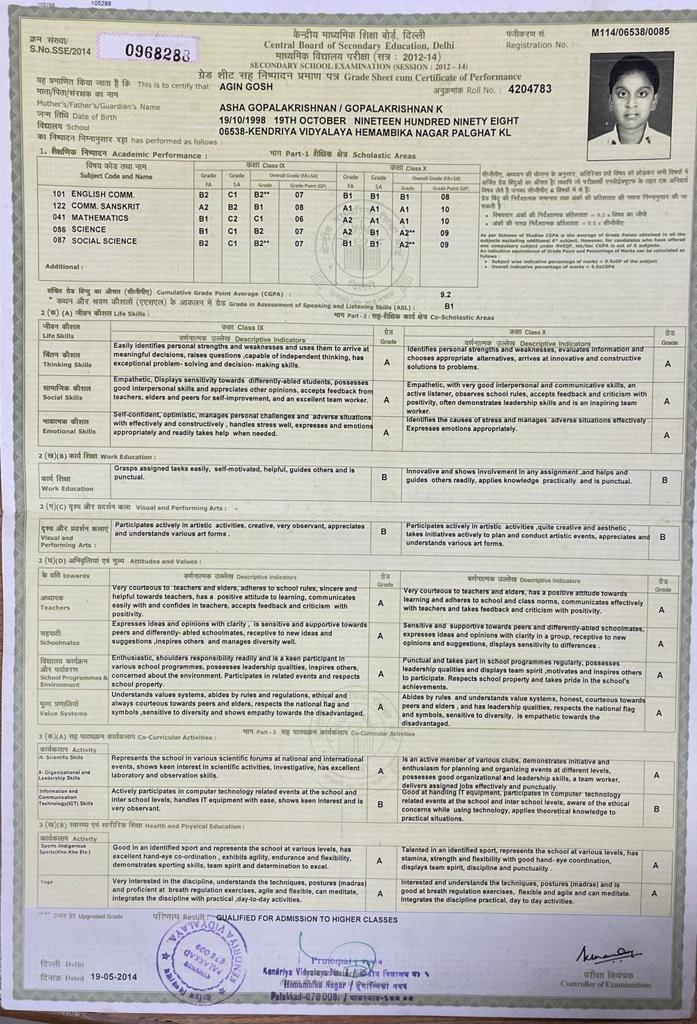 105288
105288
क्रम संख्या/
S.No.SSE/2014
0968283
केन्द्रीय माध्यमिक शिक्षा बोर्ड, दिल्ली
Central Board of Secondary Education, Delhi
माध्यमिक विद्यालय परीक्षा (सत्र : 2012-14)
SECONDARY SCHOOL EXAMINATION (SESSION : 2012 - 14)
ग्रेड शीट सह निष्पादन प्रमाण पत्र Grade Sheet cum Certificate of Performance
पंजीकरण सं. M114/06538/0085
Registration No. :
यह प्रमाणित किया जाता है कि This is to certify that AGIN GOSH
अनुक्रमांक Roll No. : 4204783
माता/पिता/संरक्षक का नाम
Mother's/Father's/Guardian's Name ASHA GOPALAKRISHNAN / GOPALAKRISHNAN K
जन्म तिथि Date of Birth 19/10/1998 19TH OCTOBER NINETEEN HUNDRED NINETY EIGHT
विद्यालय School 06538-KENDRIYA VIDYALAYA HEMAMBIKA NAGAR PALGHAT KL
का निष्पादन निम्नानुसार रहा has performed as follows :
1. शैक्षणिक निष्पादन Academic Performance : भाग Part-1 शैक्षिक क्षेत्र Scholastic Areas
विषय कोड तथा नाम कक्षा Class IX कक्षा Class X
Subject Code and Name Grade Grade Overall Grade (FA+SA) Grade Grade Overall Grade (FA+SA)
FA SA Grade Grade Point (GP) FA SA Grade Grade Point (GP)
101 ENGLISH COMM. B2 C1 B2** 07 B1 B1 B1 08
122 COMM. SANSKRIT A2 B2 B1 08 A1 A1 A1 10
041 MATHEMATICS B1 C2 C1 06 A2 A1 A1 10
086 SCIENCE B1 C1 B2 07 A2 B1 A2** 09
087 SOCIAL SCIENCE B2 C1 B2** 07 B1 B1 A2** 09
As per Scheme of Studies CGPA is the average of Grade Points obtained in all the
subjects excluding additional 6th subject. However, for candidates who have offered
one compulsory subject under NVEQF, his/her CGPA is out of 6 subjects.
An indicative equivalence of Grade Point and Percentage of Marks can be calculated as
follows :
• Subject wise indicative percentage of marks = 9.5xGP of the subject
• Overall indicative percentage of marks = 9.5xCGPA
Additional :
संचित ग्रेड बिन्दु का औसत (सीजीपीए) Cumulative Grade Point Average (CGPA) : 9.2
* कथन और श्रवण कौशलों (एएसएल) के आकलन में ग्रेड Grade in Assessment of Speaking and Listening Skills (ASL) : B1
2 (क) (A) जीवन कौशल Life Skills : भाग Part-2 : सह-शैक्षिक क्षेत्र Co-Scholastic Areas
जीवन कौशल कक्षा Class IX ग्रेड कक्षा Class X ग्रेड
Life Skills वर्णनात्मक उल्लेख Descriptive Indicators Grade वर्णनात्मक उल्लेख Descriptive Indicators Grade
चिंतन कौशल
Thinking Skills
Easily identifies personal strengths and weaknesses and uses them to arrive at
meaningful decisions, raises questions ,capable of independent thinking, has
exceptional problem- solving and decision- making skills.
A
Identifies personal strengths and weaknesses, evaluates information and
chooses appropriate alternatives, arrives at innovative and constructive
solutions to problems.
A
सामाजिक कौशल
Social Skills
Empathetic, Displays sensitivity towards differently-abled students, possesses
good interpersonal skills and appreciates other opinions, accepts feedback from
teachers, elders and peers for self-improvement, and an excellent team worker.
A
Empathetic, with very good interpersonal and communicative skills, an
active listener, observes school rules, accepts feedback and criticism with
positivity, often demonstrates leadership skills and is an inspiring team
worker.
A
भावात्मक कौशल
Emotional Skills
Self-confident, optimistic, manages personal challenges and adverse situations
with effectively and constructively , handles stress well, expresses and emotions
appropriately and readily takes help when needed.
A
Identifies the causes of stress and manages adverse situations effectively
Expresses emotions appropriately.
A
2 (ख)(B) कार्य शिक्षा Work Education :
कार्य शिक्षा
Work Education
Grasps assigned tasks easily, self-motivated, helpful, guides others and is
punctual.
B
Innovative and shows involvement in any assignment ,and helps and
guides others readily, applies knowledge practically and is punctual.
B
2 (ग)(C) दृश्य और प्रदर्शन कला Visual and Performing Arts :
दृश्य और प्रदर्शन कलाएं
Visual and
Performing Arts :
Participates actively in artistic activities, creative, very observant, appreciates
and understands various art forms .
B
Participates actively in artistic activities ,quite creative and aesthetic ,
takes initiatives actively to plan and conduct artistic events, appreciates and
understands various art forms.
B
2 (घ)(D) अभिवृत्तियां एवं मूल्य Attitudes and Values :
के प्रति towards वर्णनात्मक उल्लेख Descriptive Indicators ग्रेड Grade वर्णनात्मक उल्लेख Descriptive Indicators ग्रेड Grade
अध्यापक
Teachers
Very courteous to teachers and elders, adheres to school rules, sincere and
helpful towards teachers, has a positive attitude to learning, communicates
easily with and confides in teachers, accepts feedback and criticism with
positivity.
A
Very courteous to teachers and elders, has a positive attitude towards
learning and adheres to school and class norms, communicates effectively
with teachers and takes feedback and criticism with positivity.
A
सहपाठी
Schoolmates
Expresses ideas and opinions with clarity , is sensitive and supportive towards
peers and differently- abled schoolmates, receptive to new ideas and
suggestions ,inspires others and manages diversity well.
A
Sensitive and supportive towards peers and differently-abled schoolmates,
expresses ideas and opinions with clarity in a group, receptive to new
opinions and suggestions, displays sensitivity to differences .
A
विद्यालय कार्यक्रम
और पर्यावरण
School Programmes &
Environment
Enthusiastic, shoulders responsibility readily and is a keen participant in
various school programmes, possesses leadership qualities, inspires others,
concerned about the environment. Participates in related events and respects
school property.
A
Punctual and takes part in school programmes regularly, possesses
leadership qualities and displays team spirit ,motivates and inspires others
to participate. Respects school property and takes pride in the school's
achievements.
A
मूल्य प्रणालियाँ
Value Systems
Understands values systems, abides by rules and regulations, ethical and
always courteous towards peers and elders, respects the national flag and
symbols ,sensitive to diversity and shows empathy towards the disadvantaged.
A
Abides by rules and understands value systems, honest, courteous towards
peers and elders , and has leadership qualities, respects the national flag
and symbols, sensitive to diversity, is empathetic towards the
disadvantaged.
A
3 (क)(A) सह पाठ्यक्रम कार्यकलाप Co-Curricular Activities : भाग Part-3 सह पाठ्यक्रम कार्यकलाप Co-Curricular Activities
कार्यकलाप Activity
IX- Scientific Skills
X- Organizational and
Leadership Skills
Represents the school in various scientific forums at national and international
events, shows keen interest in scientific activities, investigative, has excellent
laboratory and observation skills.
A
Is an active member of various clubs, demonstrates initiative and
enthusiasm for planning and organizing events at different levels,
possesses good organizational and leadership skills, a team worker,
delivers assigned jobs effectively and punctually.
A
Information and
Communication
Technology(ICT) Skills
Actively participates in computer technology related events at the school and
inter school levels, handles IT equipment with ease, shows keen interest and is
very observant.
B
Good at handling IT equipment, participates in computer technology
related events at the school and inter school levels, aware of the ethical
concerns while using technology, applies theoretical knowledge to
practical situations.
B
3 (ख)(B) स्वास्थ्य एवं शारीरिक शिक्षा Health and Physical Education :
कार्यकलाप Activity
Sports /Indigenous
Sports(Kho-Kho Etc.)
Good in an identified sport and represents the school at various levels, has
excellent hand-eye co-ordination , exhibits agility, endurance and flexibility,
demonstrates sporting skills, team spirit and determination to excel.
A
Talented in an identified sport, represents the school at various levels, has
stamina, strength and flexibility with good hand- eye coordination,
displays team spirit, discipline and punctuality .
A
Yoga
Very interested in the discipline, understands the techniques, postures (madras)
and proficient at breath regulation exercises, agile and flexible, can meditate,
integrates the discipline with practical ,day-to-day activities.
A
Interested and understands the techniques, postures (madras) and is
good at breath regulation exercises, flexible and agile and can meditate.
Integrates the discipline practical, day to day activities.
A
Upgraded Grade परिणाम Result : QUALIFIED FOR ADMISSION TO HIGHER CLASSES
दिल्ली Delhi
दिनांक Dated 19-05-2014
Principal
Kendriya Vidyalaya
Hemambika Nagar
Palakkad-678 009.
परीक्षा नियंत्रक
Controller of Examinations